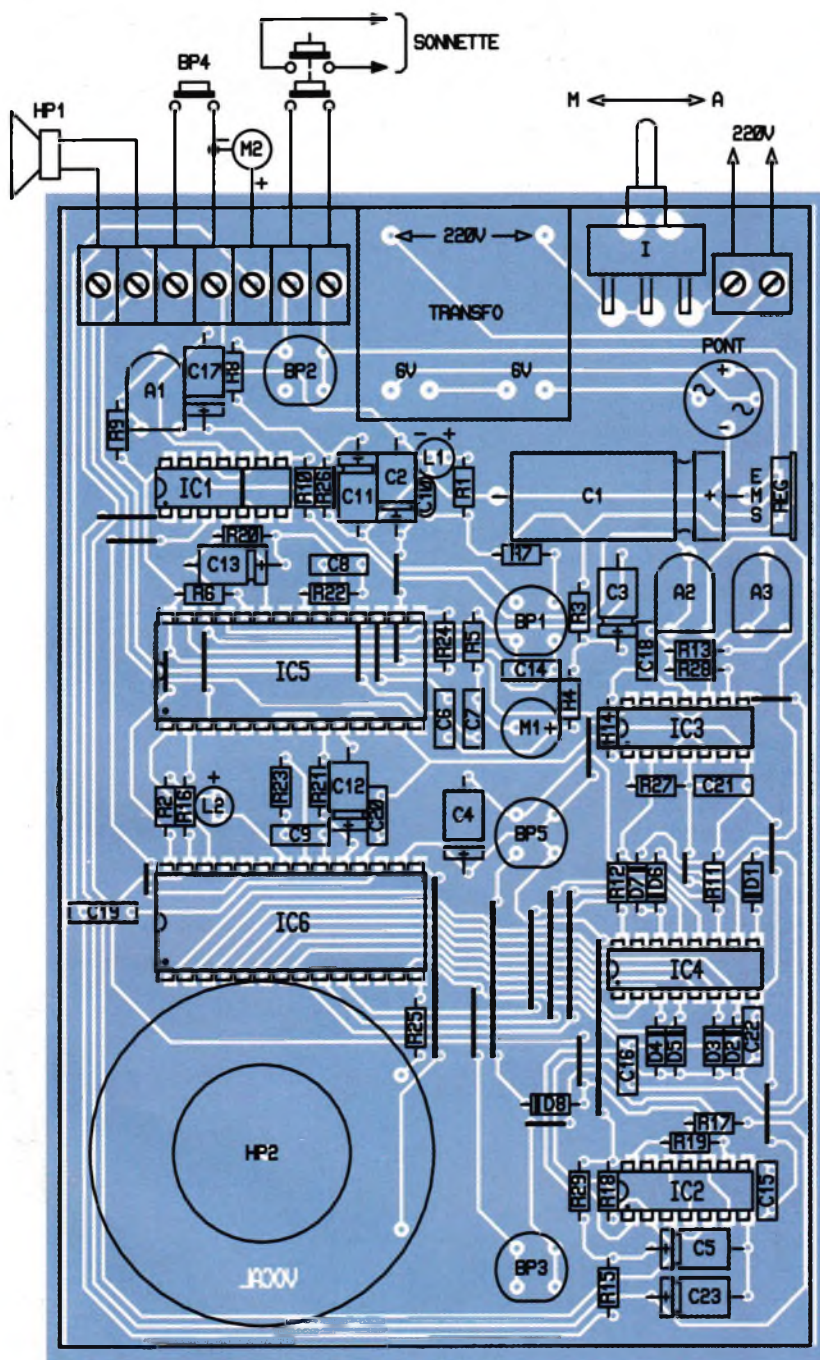 SONNETTE
BP4
HP1
M2
+
M
A
220V
220V
I
TRANSFO
6V
6V
PONT
+
-
BP2
C17
R8
A1
R9
- +
L1
IC1
R10
R26
C11
C2
C10
R1
C1
+
EMS
REG
R20
C13
C8
R6
R22
R7
BP1
R3
C3
A2
A3
C18
R13
R28
IC5
R24
R5
C14
R4
M1+
C6
C7
R14
IC3
R2
R16
+
L2
R23
R21
C12
C20
C9
C4
BP5
R27
C21
R12
D7
D6
R11
D1
C19
IC6
IC4
R25
D4
D5
D3
D2
C22
C16
D8
R17
R19
HP2
R29
R18
IC2
C15
BP3
C5
R15
C23
VOCAL